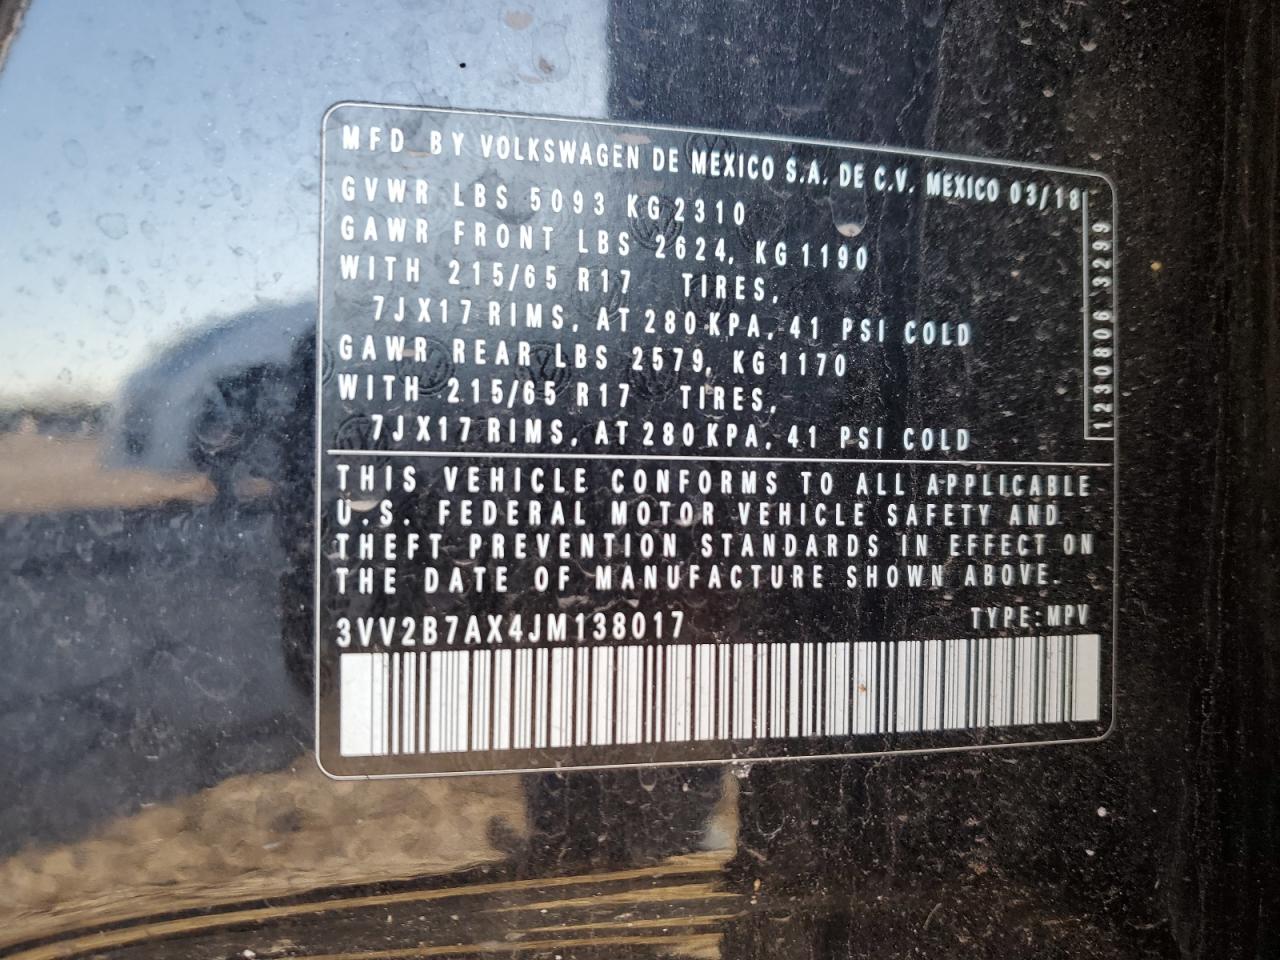 MFD BY VOLKSWAGEN DE MEXICO S.A. DE C.V. MEXICO 03/18
GVWR LBS 5093 KG 2310
GAWR FRONT LBS 2624, KG 1190
WITH 215/65 R17 TIRES,
7JX17 RIMS, AT 280 KPA, 41 PSI COLD
GAWR REAR LBS 2579, KG 1170
WITH 215/65 R17 TIRES,
7JX17 RIMS, AT 280 KPA, 41 PSI COLD
1230806 3299
THIS VEHICLE CONFORMS TO ALL APPLICABLE
U.S. FEDERAL MOTOR VEHICLE SAFETY AND
THEFT PREVENTION STANDARDS IN EFFECT ON
THE DATE OF MANUFACTURE SHOWN ABOVE.
3VV2B7AX4JM138017 TYPE:MPV